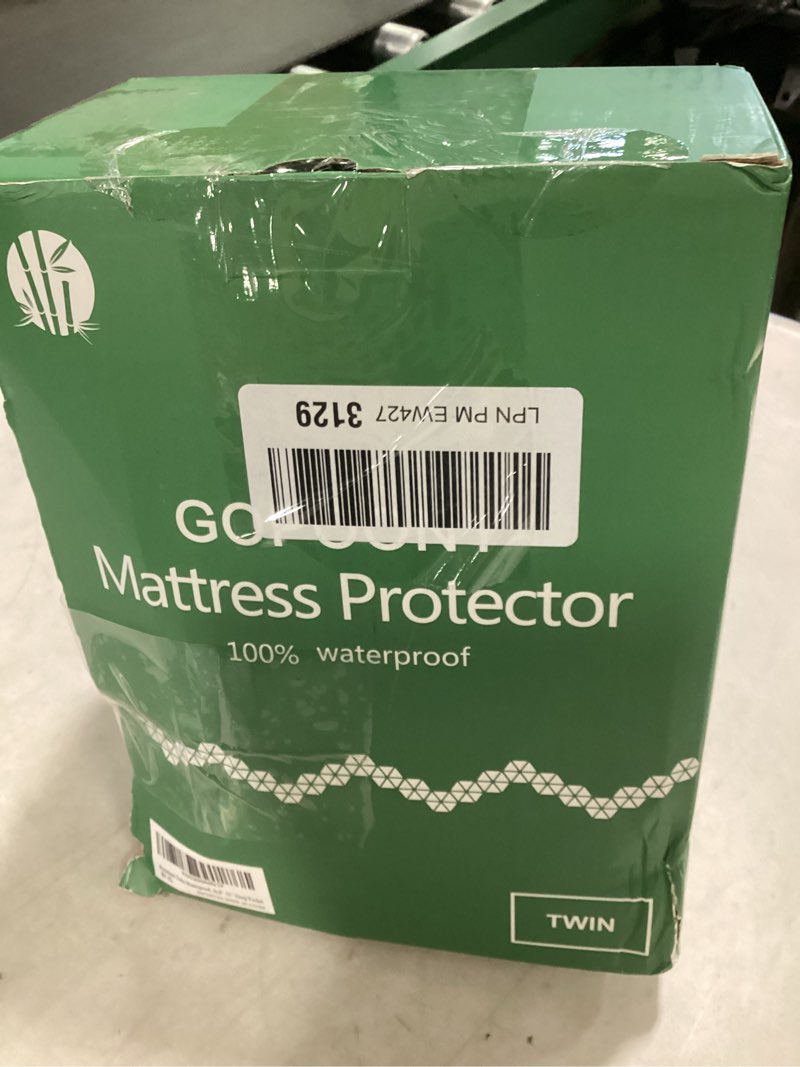 LPN PM EW427 3129
Mattress Protector
100% waterproof
TWIN